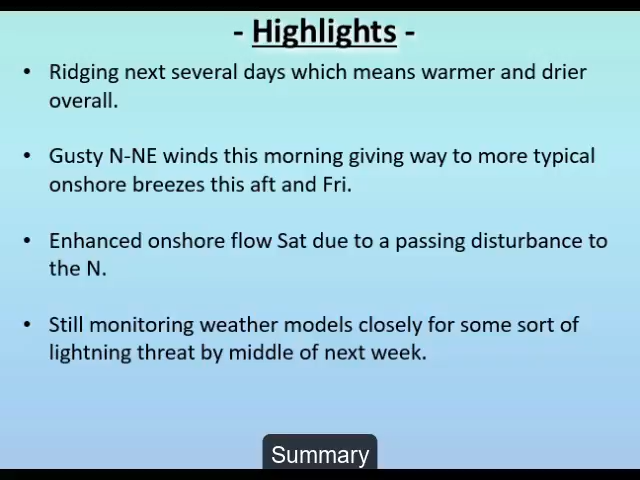 - Highlights -
• Ridging next several days which means warmer and drier
overall.
• Gusty N-NE winds this morning giving way to more typical
onshore breezes this aft and Fri.
• Enhanced onshore flow Sat due to a passing disturbance to
the N.
• Still monitoring weather models closely for some sort of
lightning threat by middle of next week.
Summary